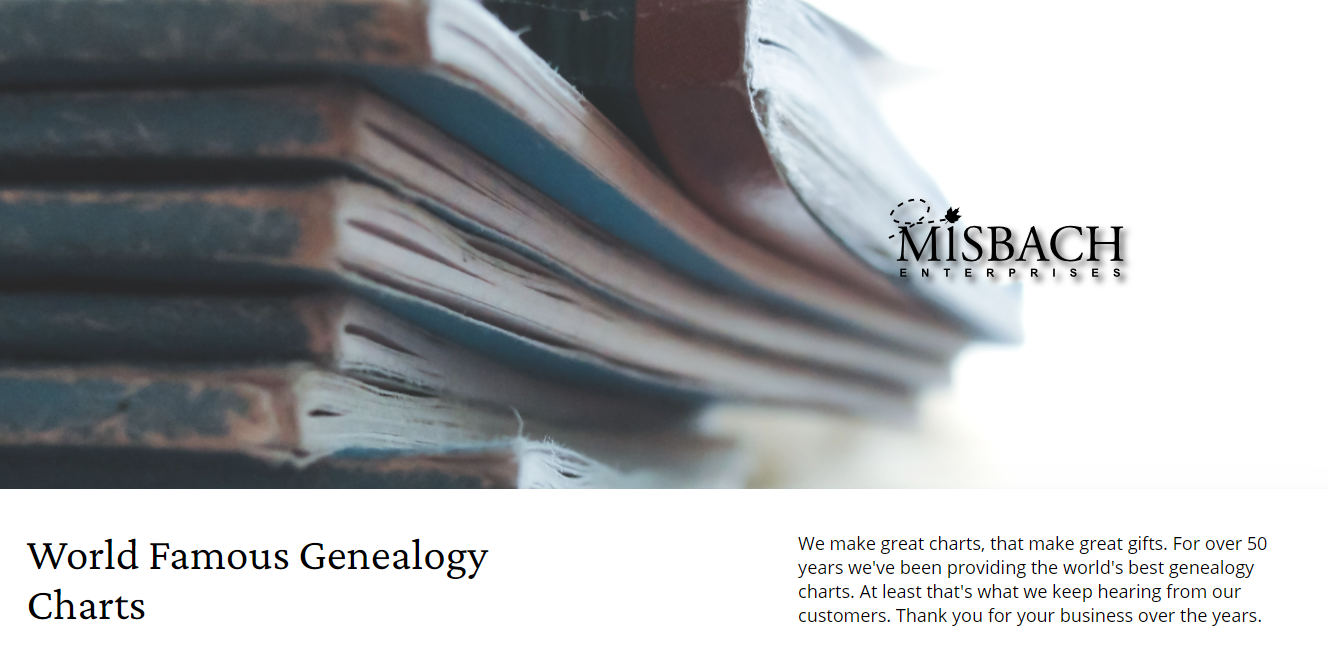 MiSBACH
ENTERPRISES
World Famous Genealogy
Charts
We make great charts, that make great gifts. For over 50
years we've been providing the world's best genealogy
charts. At least that's what we keep hearing from our
customers. Thank you for your business over the years.